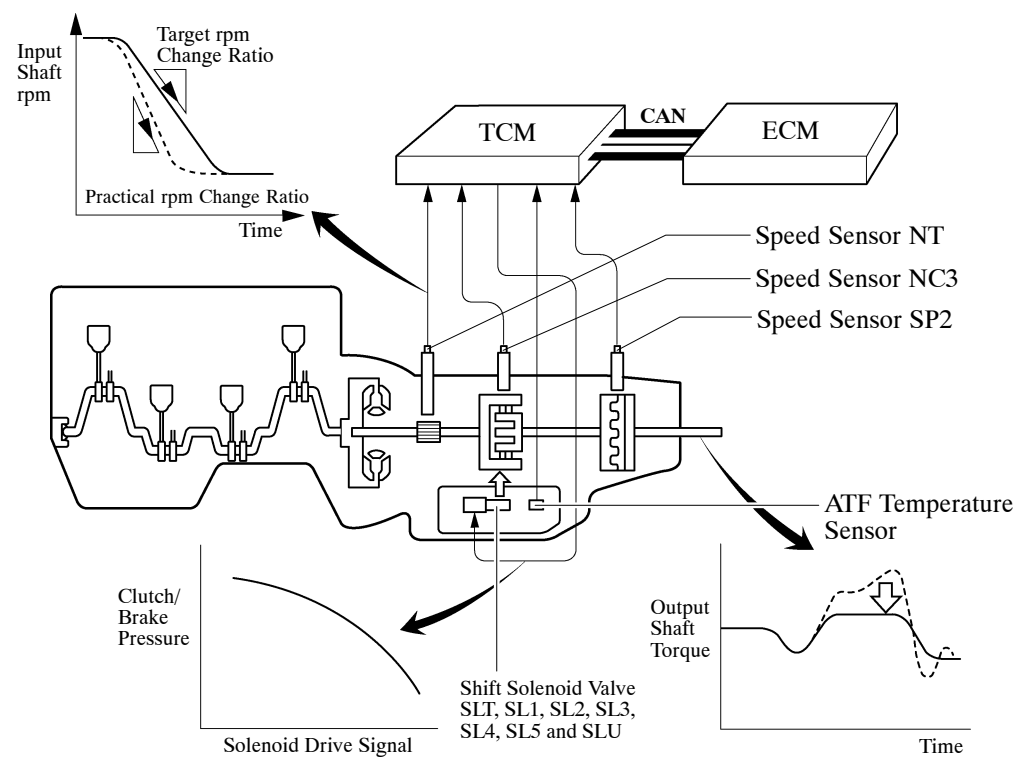 Input
Shaft
rpm
Target rpm
Change Ratio
Practical rpm Change Ratio
Time
TCM
CAN
ECM
Speed Sensor NT
Speed Sensor NC3
Speed Sensor SP2
ATF Temperature
Sensor
Clutch/
Brake
Pressure
Solenoid Drive Signal
Shift Solenoid Valve
SLT, SL1, SL2, SL3,
SL4, SL5 and SLU
Output
Shaft
Torque
Time